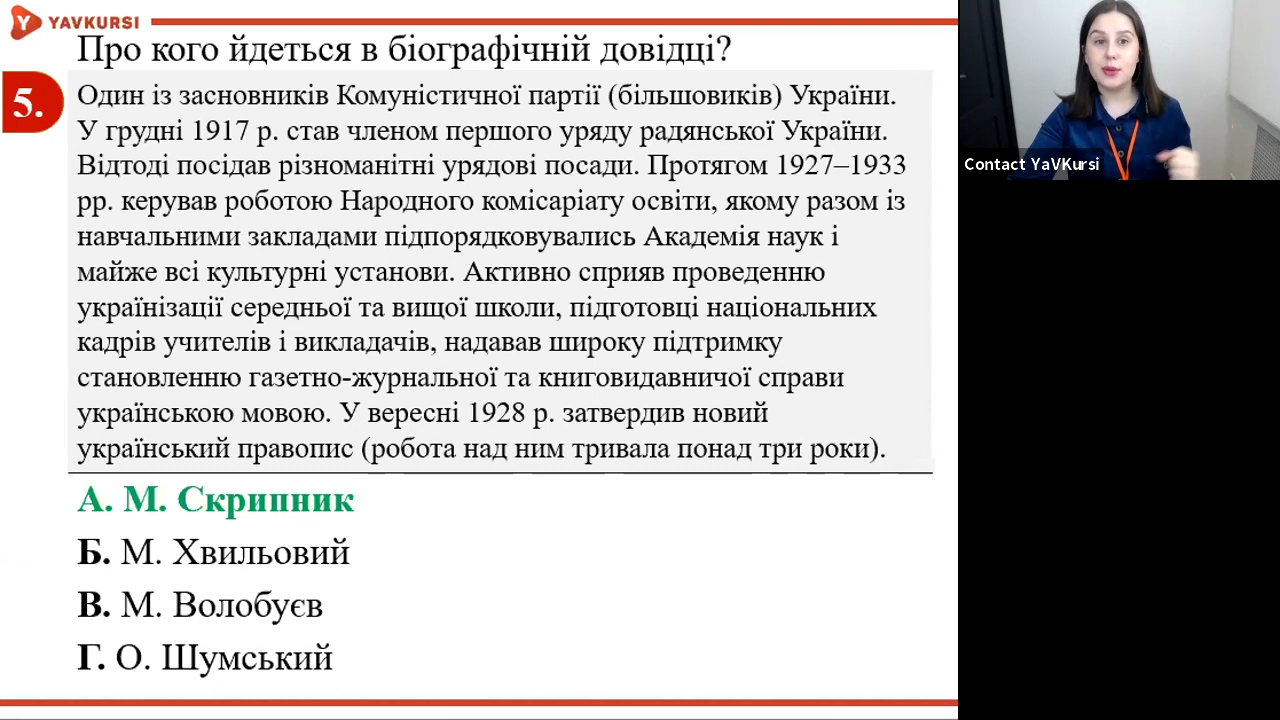 YAVKURSI
Про кого йдеться в біографічній довідці?
5.
Один із засновників Комуністичної партії (більшовиків) України.
У грудні 1917 р. став членом першого уряду радянської України.
Відтоді посідав різноманітні урядові посади. Протягом 1927–1933
рр. керував роботою Народного комісаріату освіти, якому разом із
навчальними закладами підпорядковувались Академія наук і
майже всі культурні установи. Активно сприяв проведенню
українізації середньої та вищої школи, підготовці національних
кадрів учителів і викладачів, надавав широку підтримку
становленню газетно-журнальної та книговидавничої справи
українською мовою. У вересні 1928 р. затвердив новий
український правопис (робота над ним тривала понад три роки).
А. М. Скрипник
Б. М. Хвильовий
В. М. Волобуєв
Г. О. Шумський
Contact YaVKursi